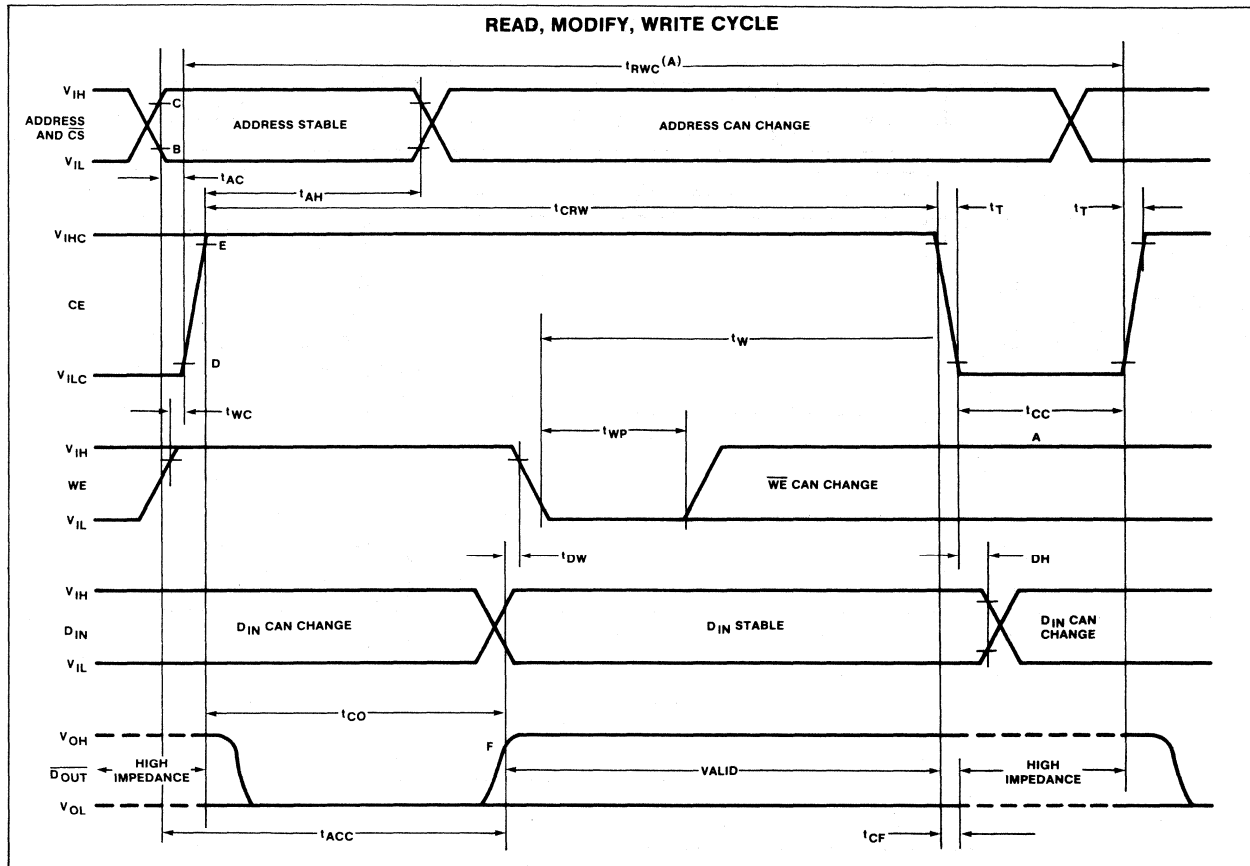 READ, MODIFY, WRITE CYCLE
tRWC(A)
VIH
ADDRESS
AND CS
VIL
C
B
ADDRESS STABLE
ADDRESS CAN CHANGE
tAC
tAH
tCRW
tT
tT
VIHC
E
CE
D
VILC
tW
tWC
tCC
tWP
A
VIH
WE
VIL
WE CAN CHANGE
tDW
DH
VIH
DIN
VIL
DIN CAN CHANGE
DIN STABLE
DIN CAN
CHANGE
tCO
VOH
F
DOUT
HIGH
IMPEDANCE
VALID
HIGH
IMPEDANCE
VOL
tACC
tCF